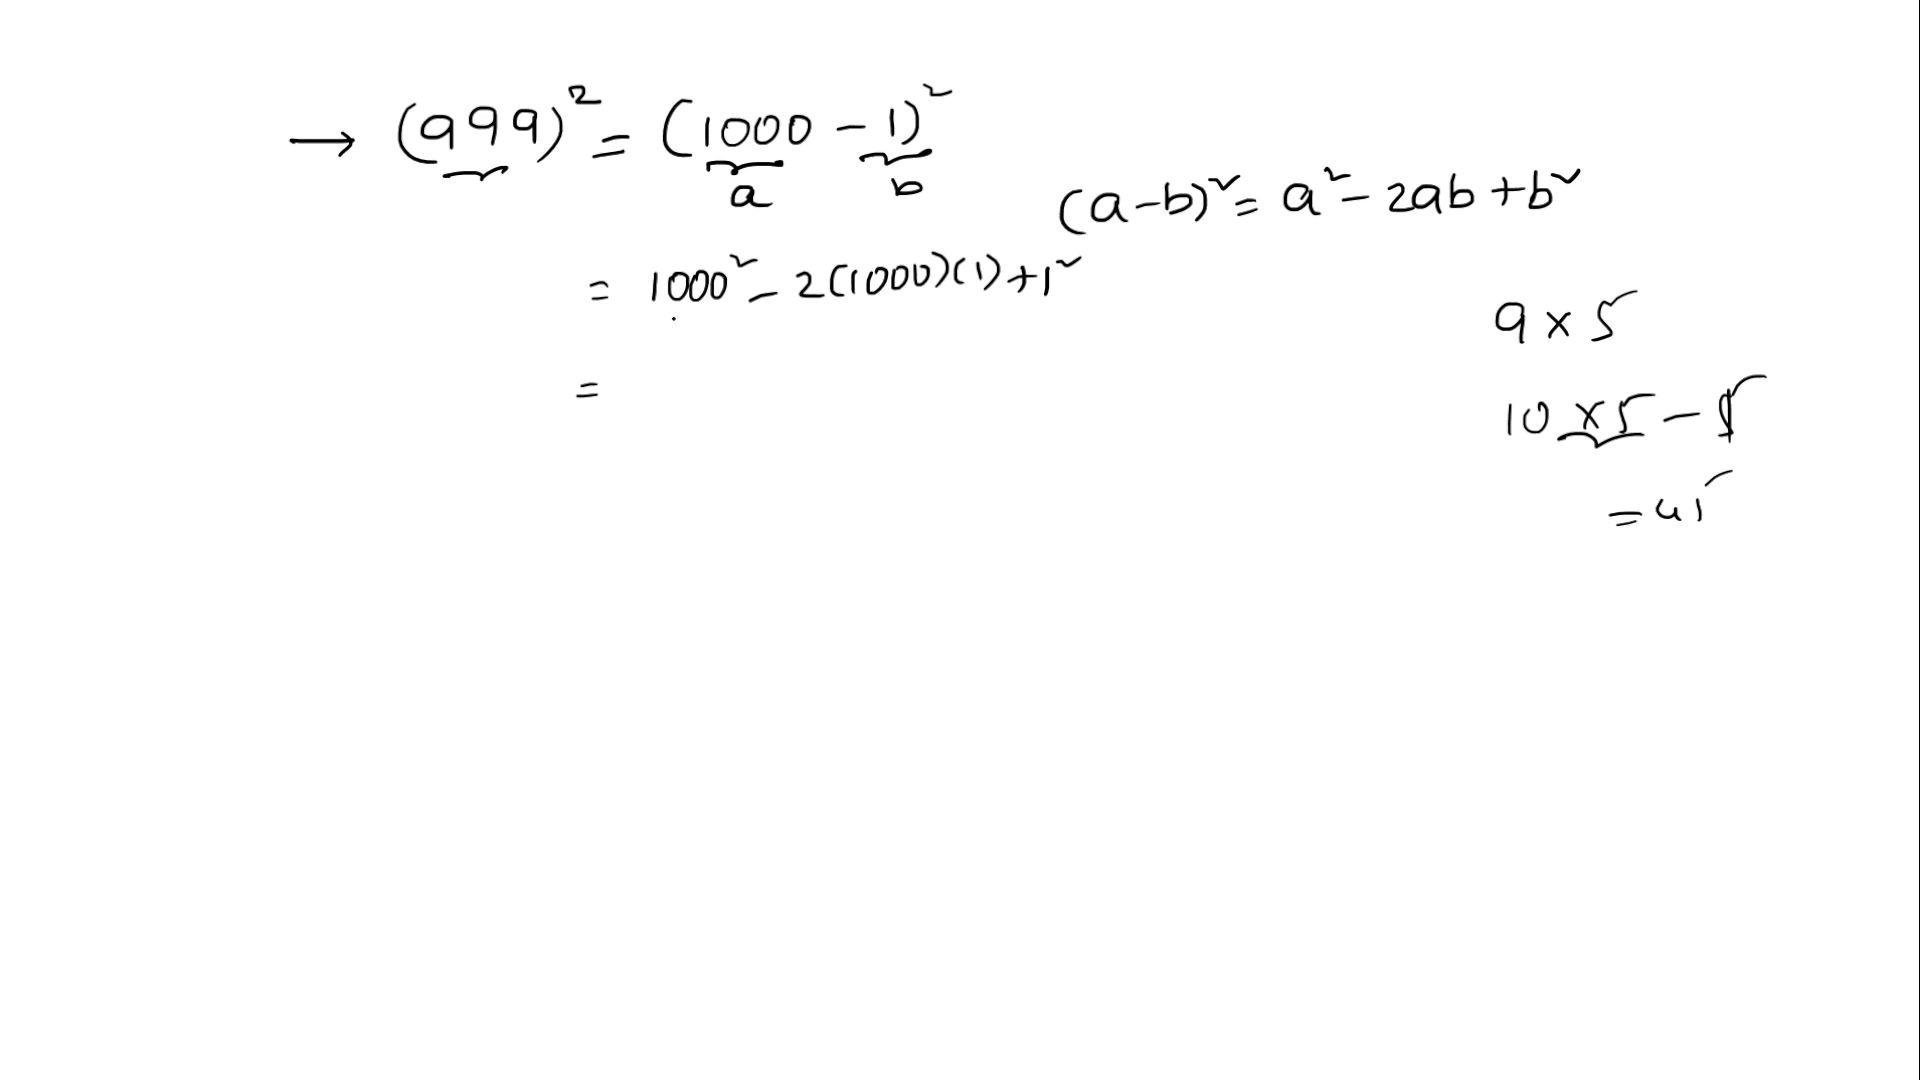 → (999)² = (1000 - 1)²
a b
(a-b)² = a² - 2ab + b²
= 1000² - 2(1000)(1) + 1²
=
9 × 5
10 × 5 - 5
= 45